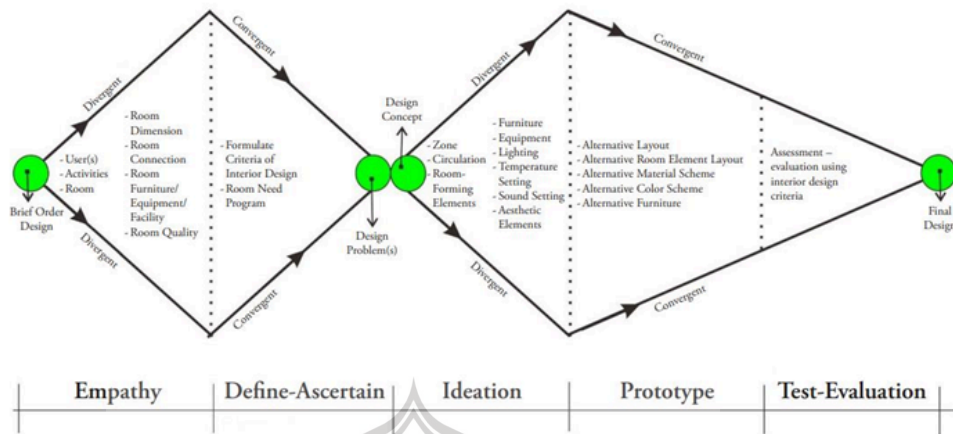 Divergent
Convergent
Divergent
Convergent
- User(s)
- Activities
- Room
- Room
Dimension
- Room
Connection
- Room
Furniture/
Equipment/
Facility
- Room Quality
- Formulate
Criteria of
Interior Design
- Room Need
Program
Design
Concept
- Zone
- Circulation
- Room-
Forming
Elements
- Furniture
- Equipment
- Lighting
- Temperature
Setting
- Sound Setting
- Aesthetic
Elements
- Alternative Layout
- Alternative Room Element Layout
- Alternative Material Scheme
- Alternative Color Scheme
- Alternative Furniture
Assessment –
evaluation using
interior design
criteria
Brief Order
Design
Design
Problem(s)
Final
Design
Divergent
Convergent
Divergent
Convergent
Empathy
Define-Ascertain
Ideation
Prototype
Test-Evaluation